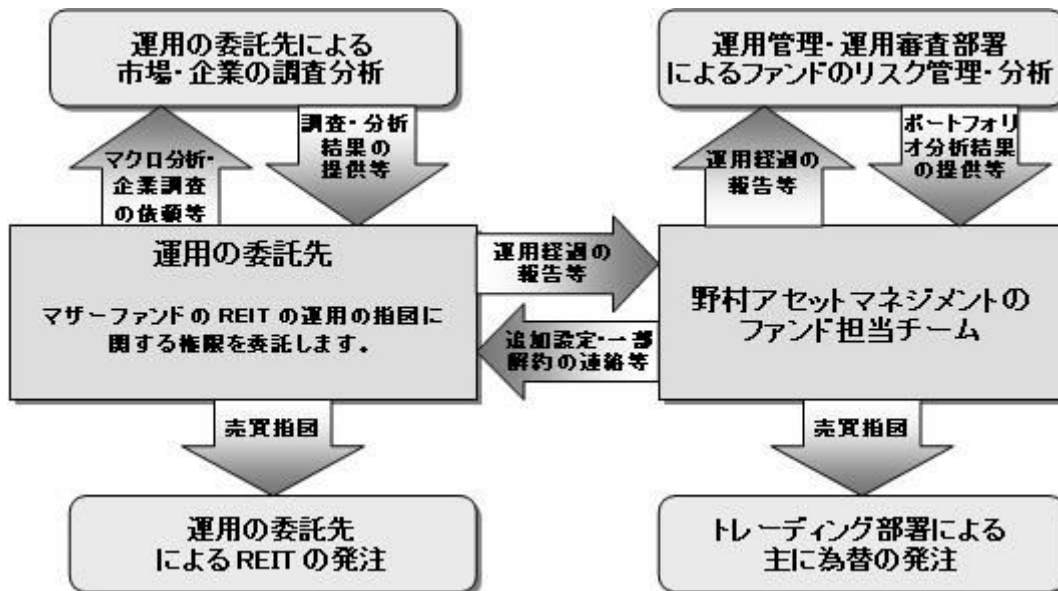 運用の委託先による
市場・企業の調査分析
運用管理・運用審査部署
によるファンドのリスク管理・分析
マクロ分析・
企業調査
の依頼等
調査・分析
結果の
提供等
運用経過の
報告等
ポートフォリ
オ分析結果
の提供等
運用の委託先
マザーファンドの REIT の運用の指図に
関する権限を委託します。
運用経過の
報告等
追加設定・一部
解約の連絡等
野村アセットマネジメントの
ファンド担当チーム
売買指図
売買指図
運用の委託先
による REIT の発注
トレーディング部署による
主に為替の発注